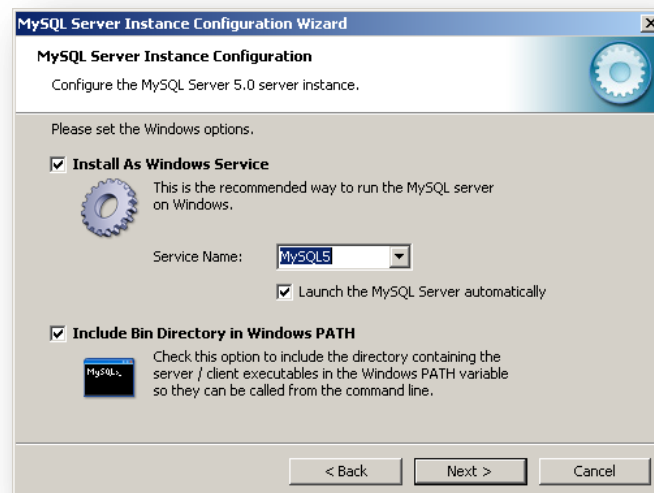 MySQL Server Instance Configuration Wizard
MySQL Server Instance Configuration
Configure the MySQL Server 5.0 server instance.
Please set the Windows options.
Install As Windows Service
This is the recommended way to run the MySQL server
on Windows.
Service Name: MySQL5
Launch the MySQL Server automatically
Include Bin Directory in Windows PATH
MySQL>_
Check this option to include the directory containing the
server / client executables in the Windows PATH variable
so they can be called from the command line.
< Back Next > Cancel